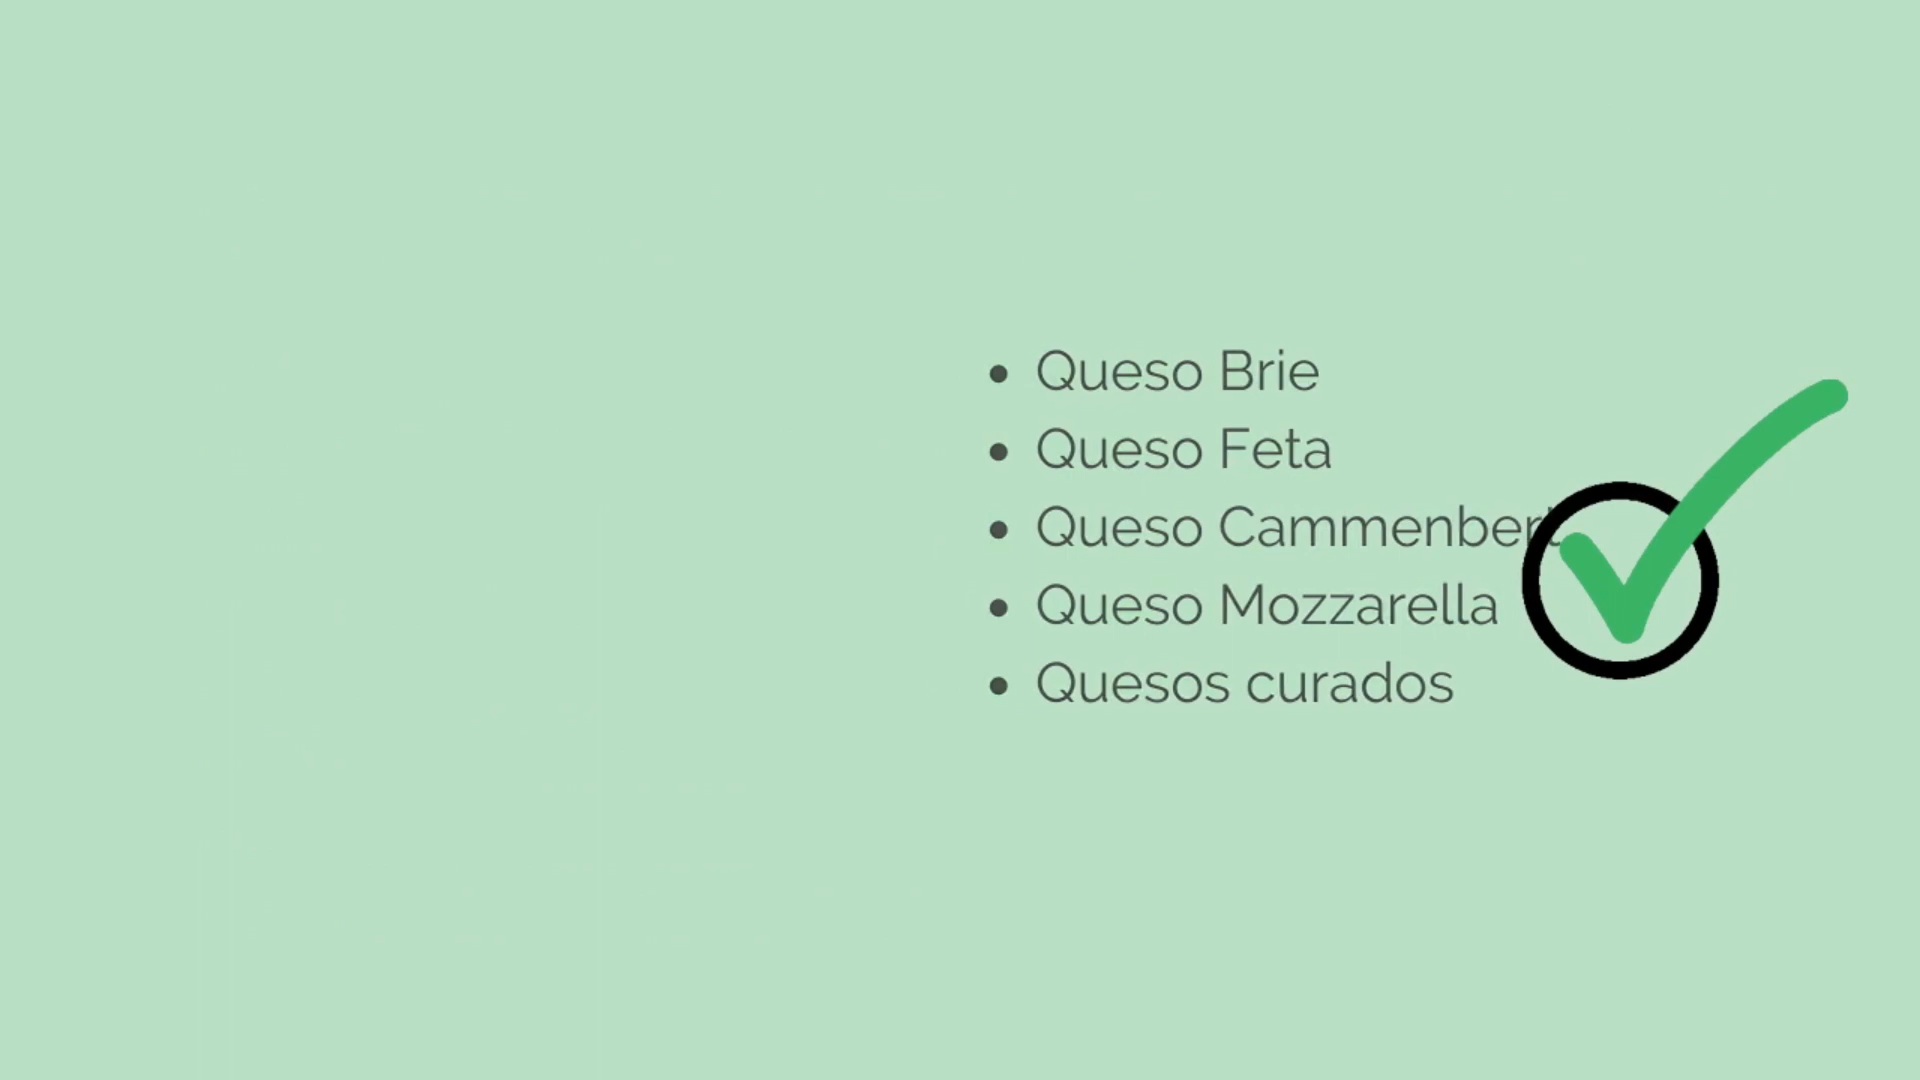 • Queso Brie
• Queso Feta
• Queso Cammenbert
• Queso Mozzarella
• Quesos curados